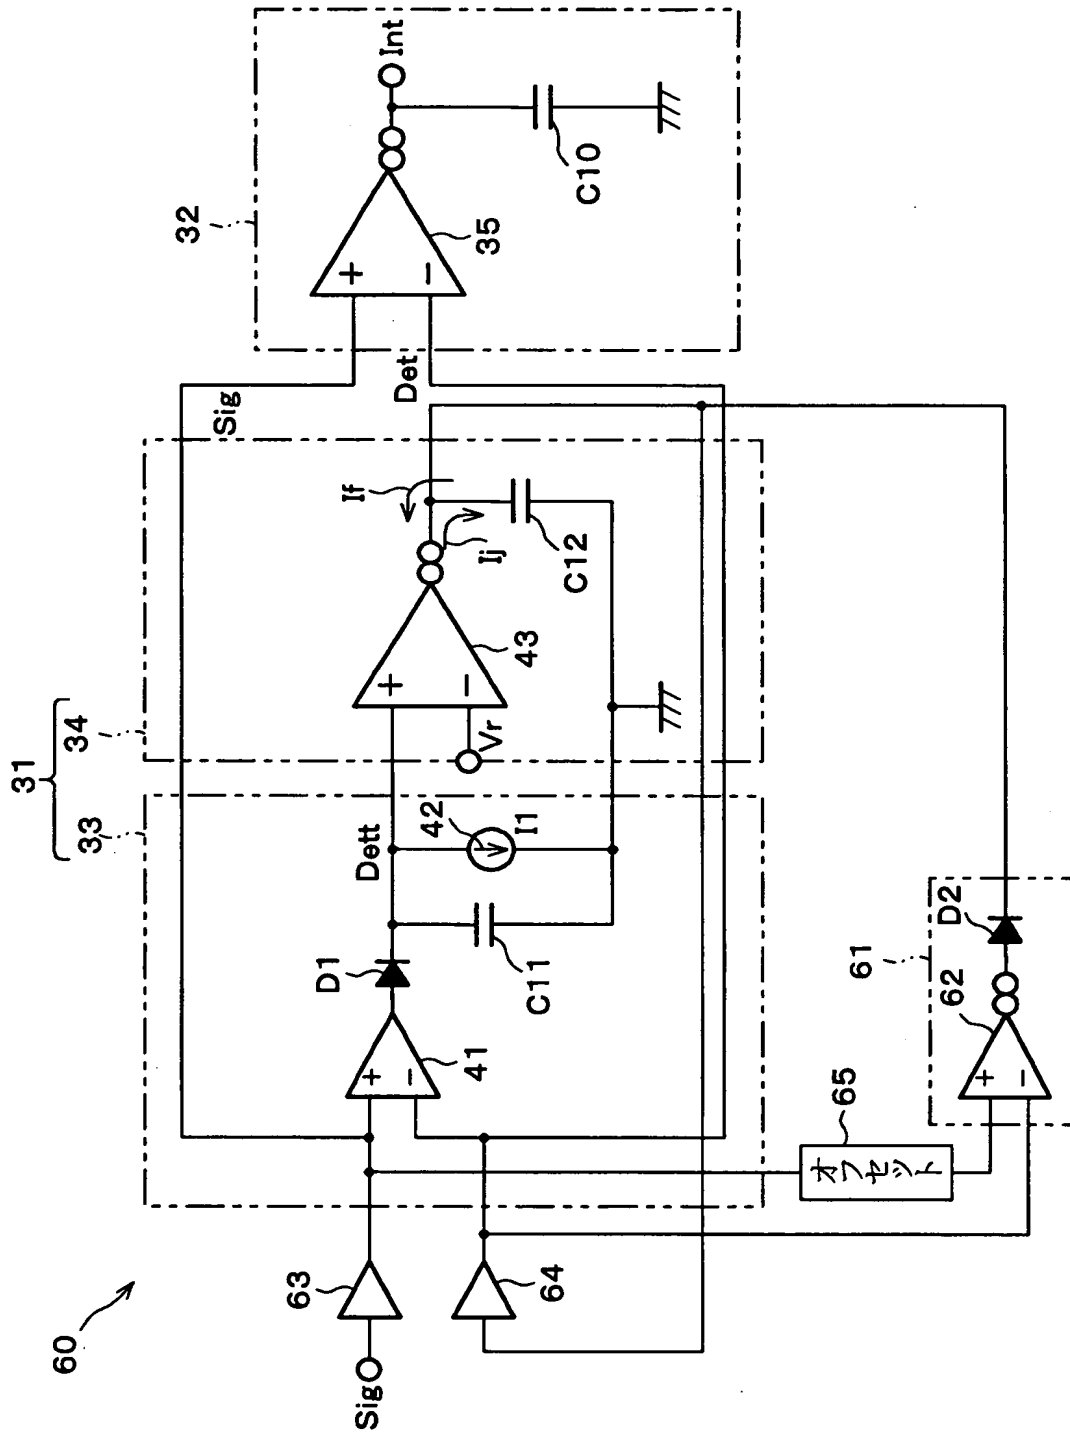 60
Sig
63
64
31
33
34
41
+
−
D1
C11
Dett
42
I1
Vr
+
−
43
Ij
If
C12
Sig
Det
32
+
−
35
C10
Int
65
オフセット
61
62
+
−
D2